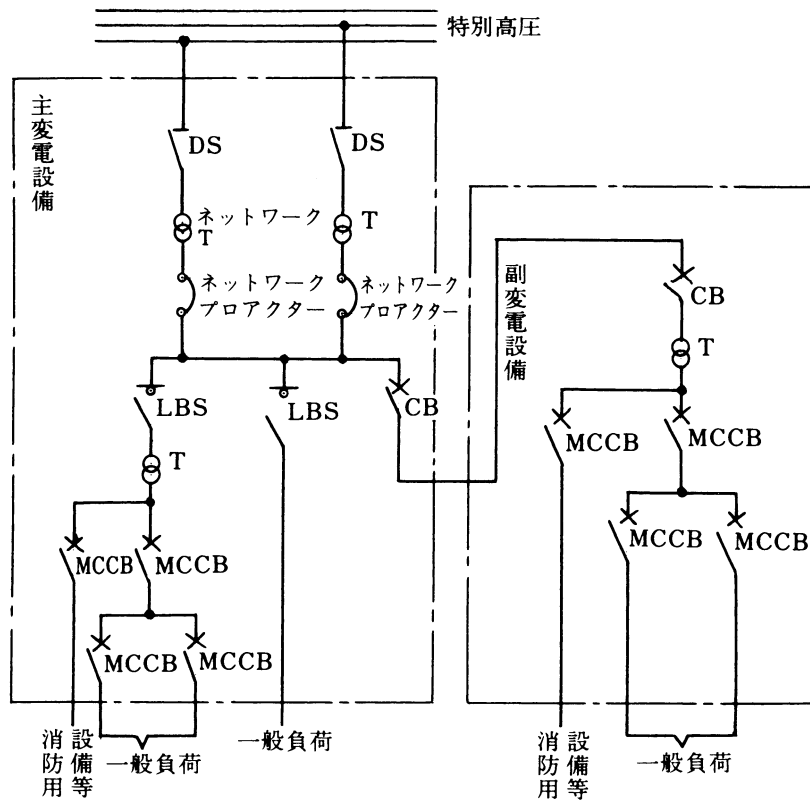 特別高圧
主変電設備
DS
DS
ネットワーク
T
T
ネットワーク
プロアクター
ネットワーク
プロアクター
副変電設備
CB
T
LBS
LBS
CB
T
MCCB
MCCB
MCCB
MCCB
MCCB
MCCB
MCCB
MCCB
消防用
設備等
一般負荷
一般負荷
消防用
設備等
一般負荷